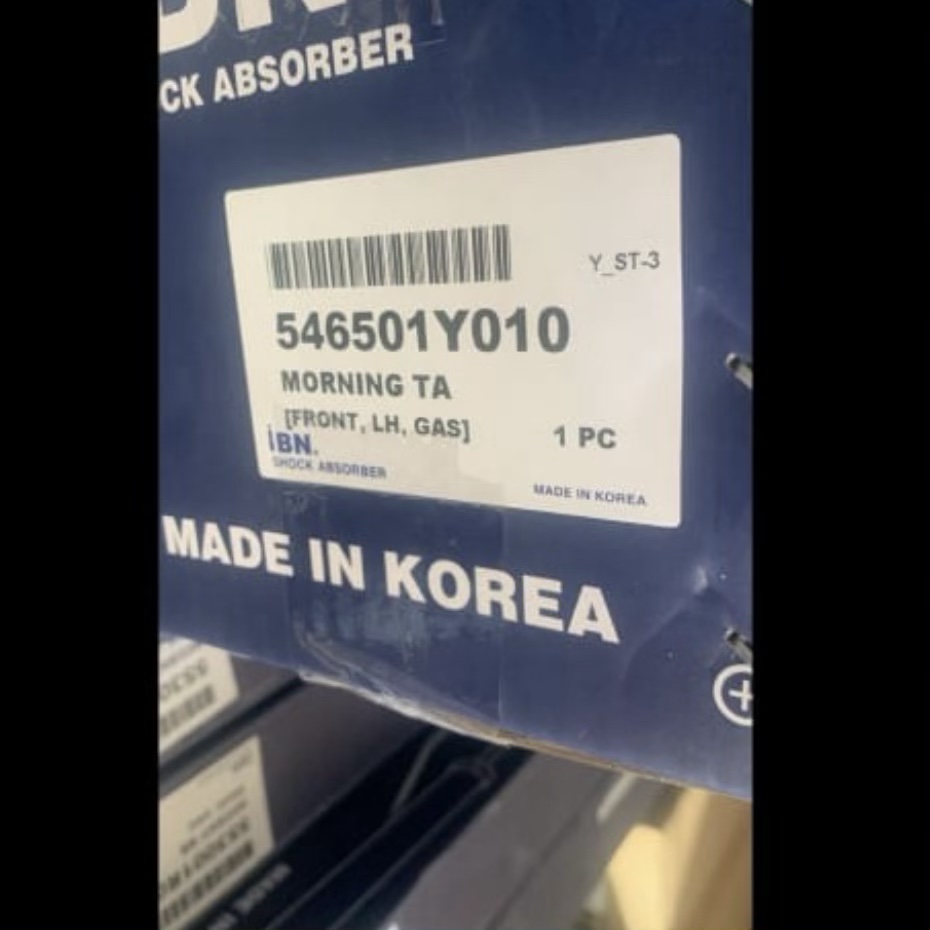 CK ABSORBER
Y_ST-3
546501Y010
MORNING TA
[FRONT, LH, GAS]
1 PC
iBN.
SHOCK ABSORBER
MADE IN KOREA
MADE IN KOREA